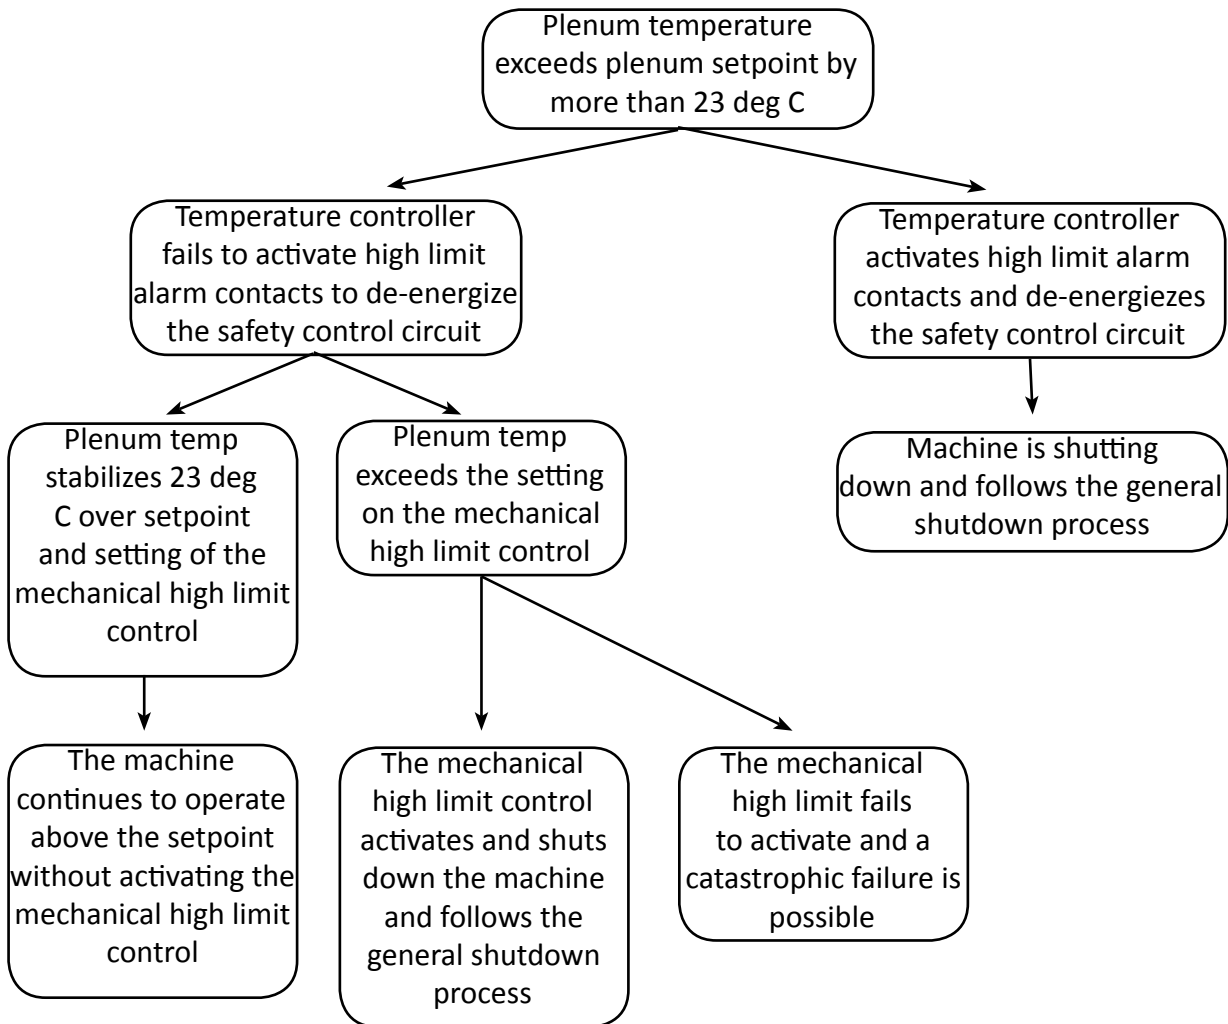 Plenum temperature
exceeds plenum setpoint by
more than 23 deg C
Temperature controller
fails to activate high limit
alarm contacts to de-energize
the safety control circuit
Temperature controller
activates high limit alarm
contacts and de-energiezes
the safety control circuit
Plenum temp
stabilizes 23 deg
C over setpoint
and setting of the
mechanical high limit
control
Plenum temp
exceeds the setting
on the mechanical
high limit control
Machine is shutting
down and follows the general
shutdown process
The machine
continues to operate
above the setpoint
without activating the
mechanical high limit
control
The mechanical
high limit control
activates and shuts
down the machine
and follows the
general shutdown
process
The mechanical
high limit fails
to activate and a
catastrophic failure is
possible